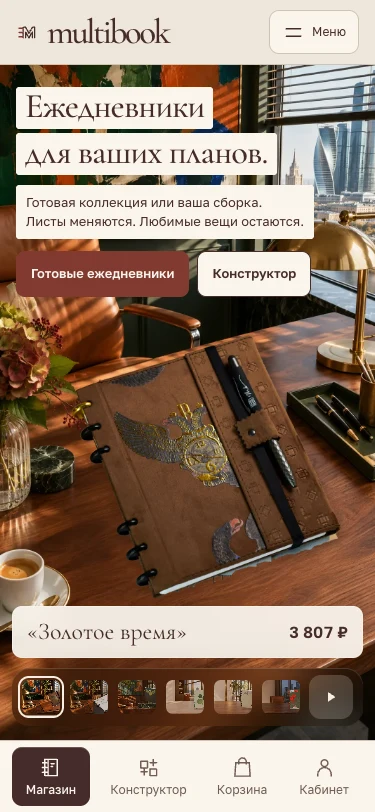 multibook
Меню
Ежедневники
для ваших планов.
Готовая коллекция или ваша сборка.
Листы меняются. Любимые вещи остаются.
Готовые ежедневники
Конструктор
«Золотое время»
3 807 ₽
Магазин
Конструктор
Корзина
Кабинет